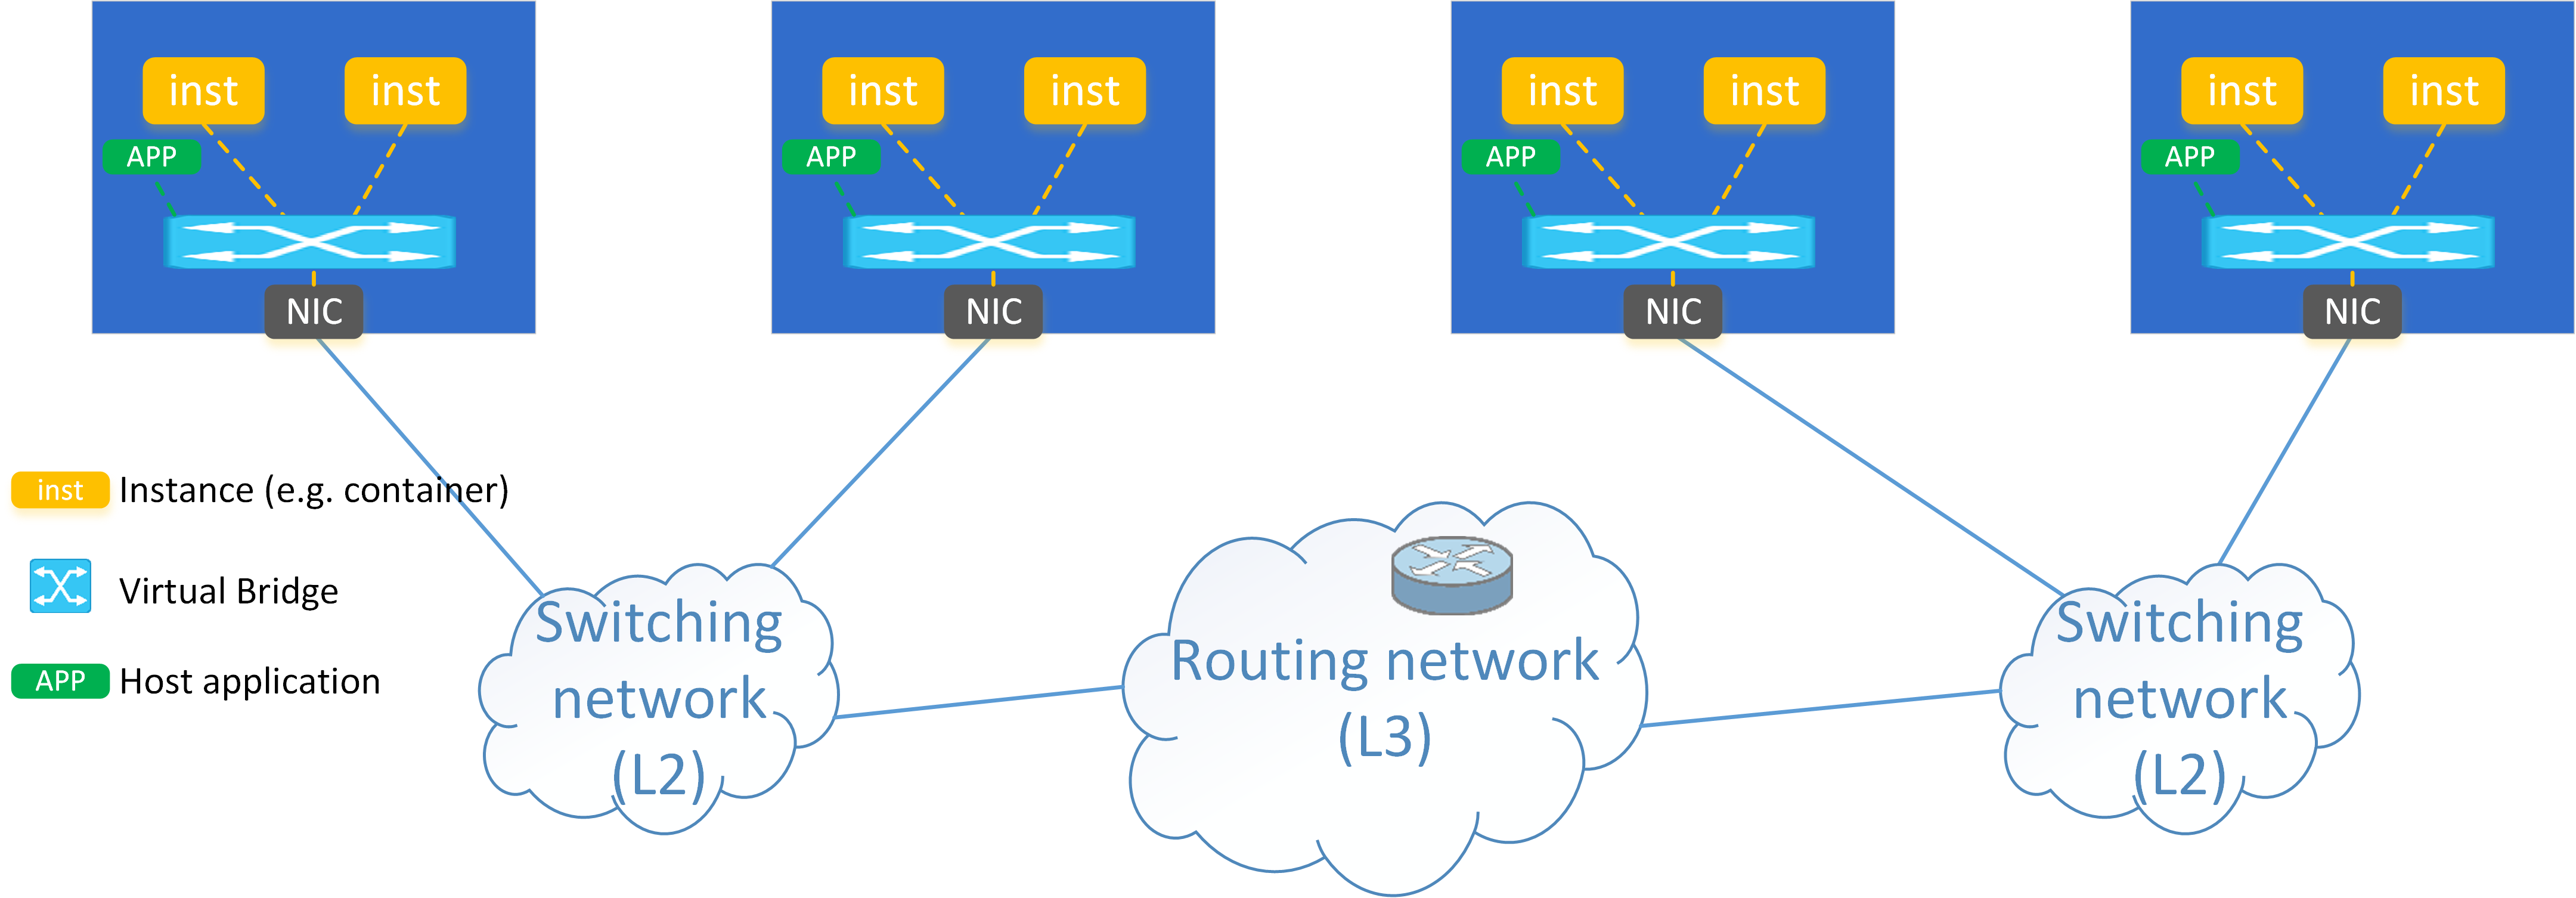 inst
inst
APP
NIC
inst
inst
APP
NIC
inst
inst
APP
NIC
inst
inst
APP
NIC
inst Instance (e.g. container)
Virtual Bridge
APP Host application
Switching
network
(L2)
Routing network
(L3)
Switching
network
(L2)